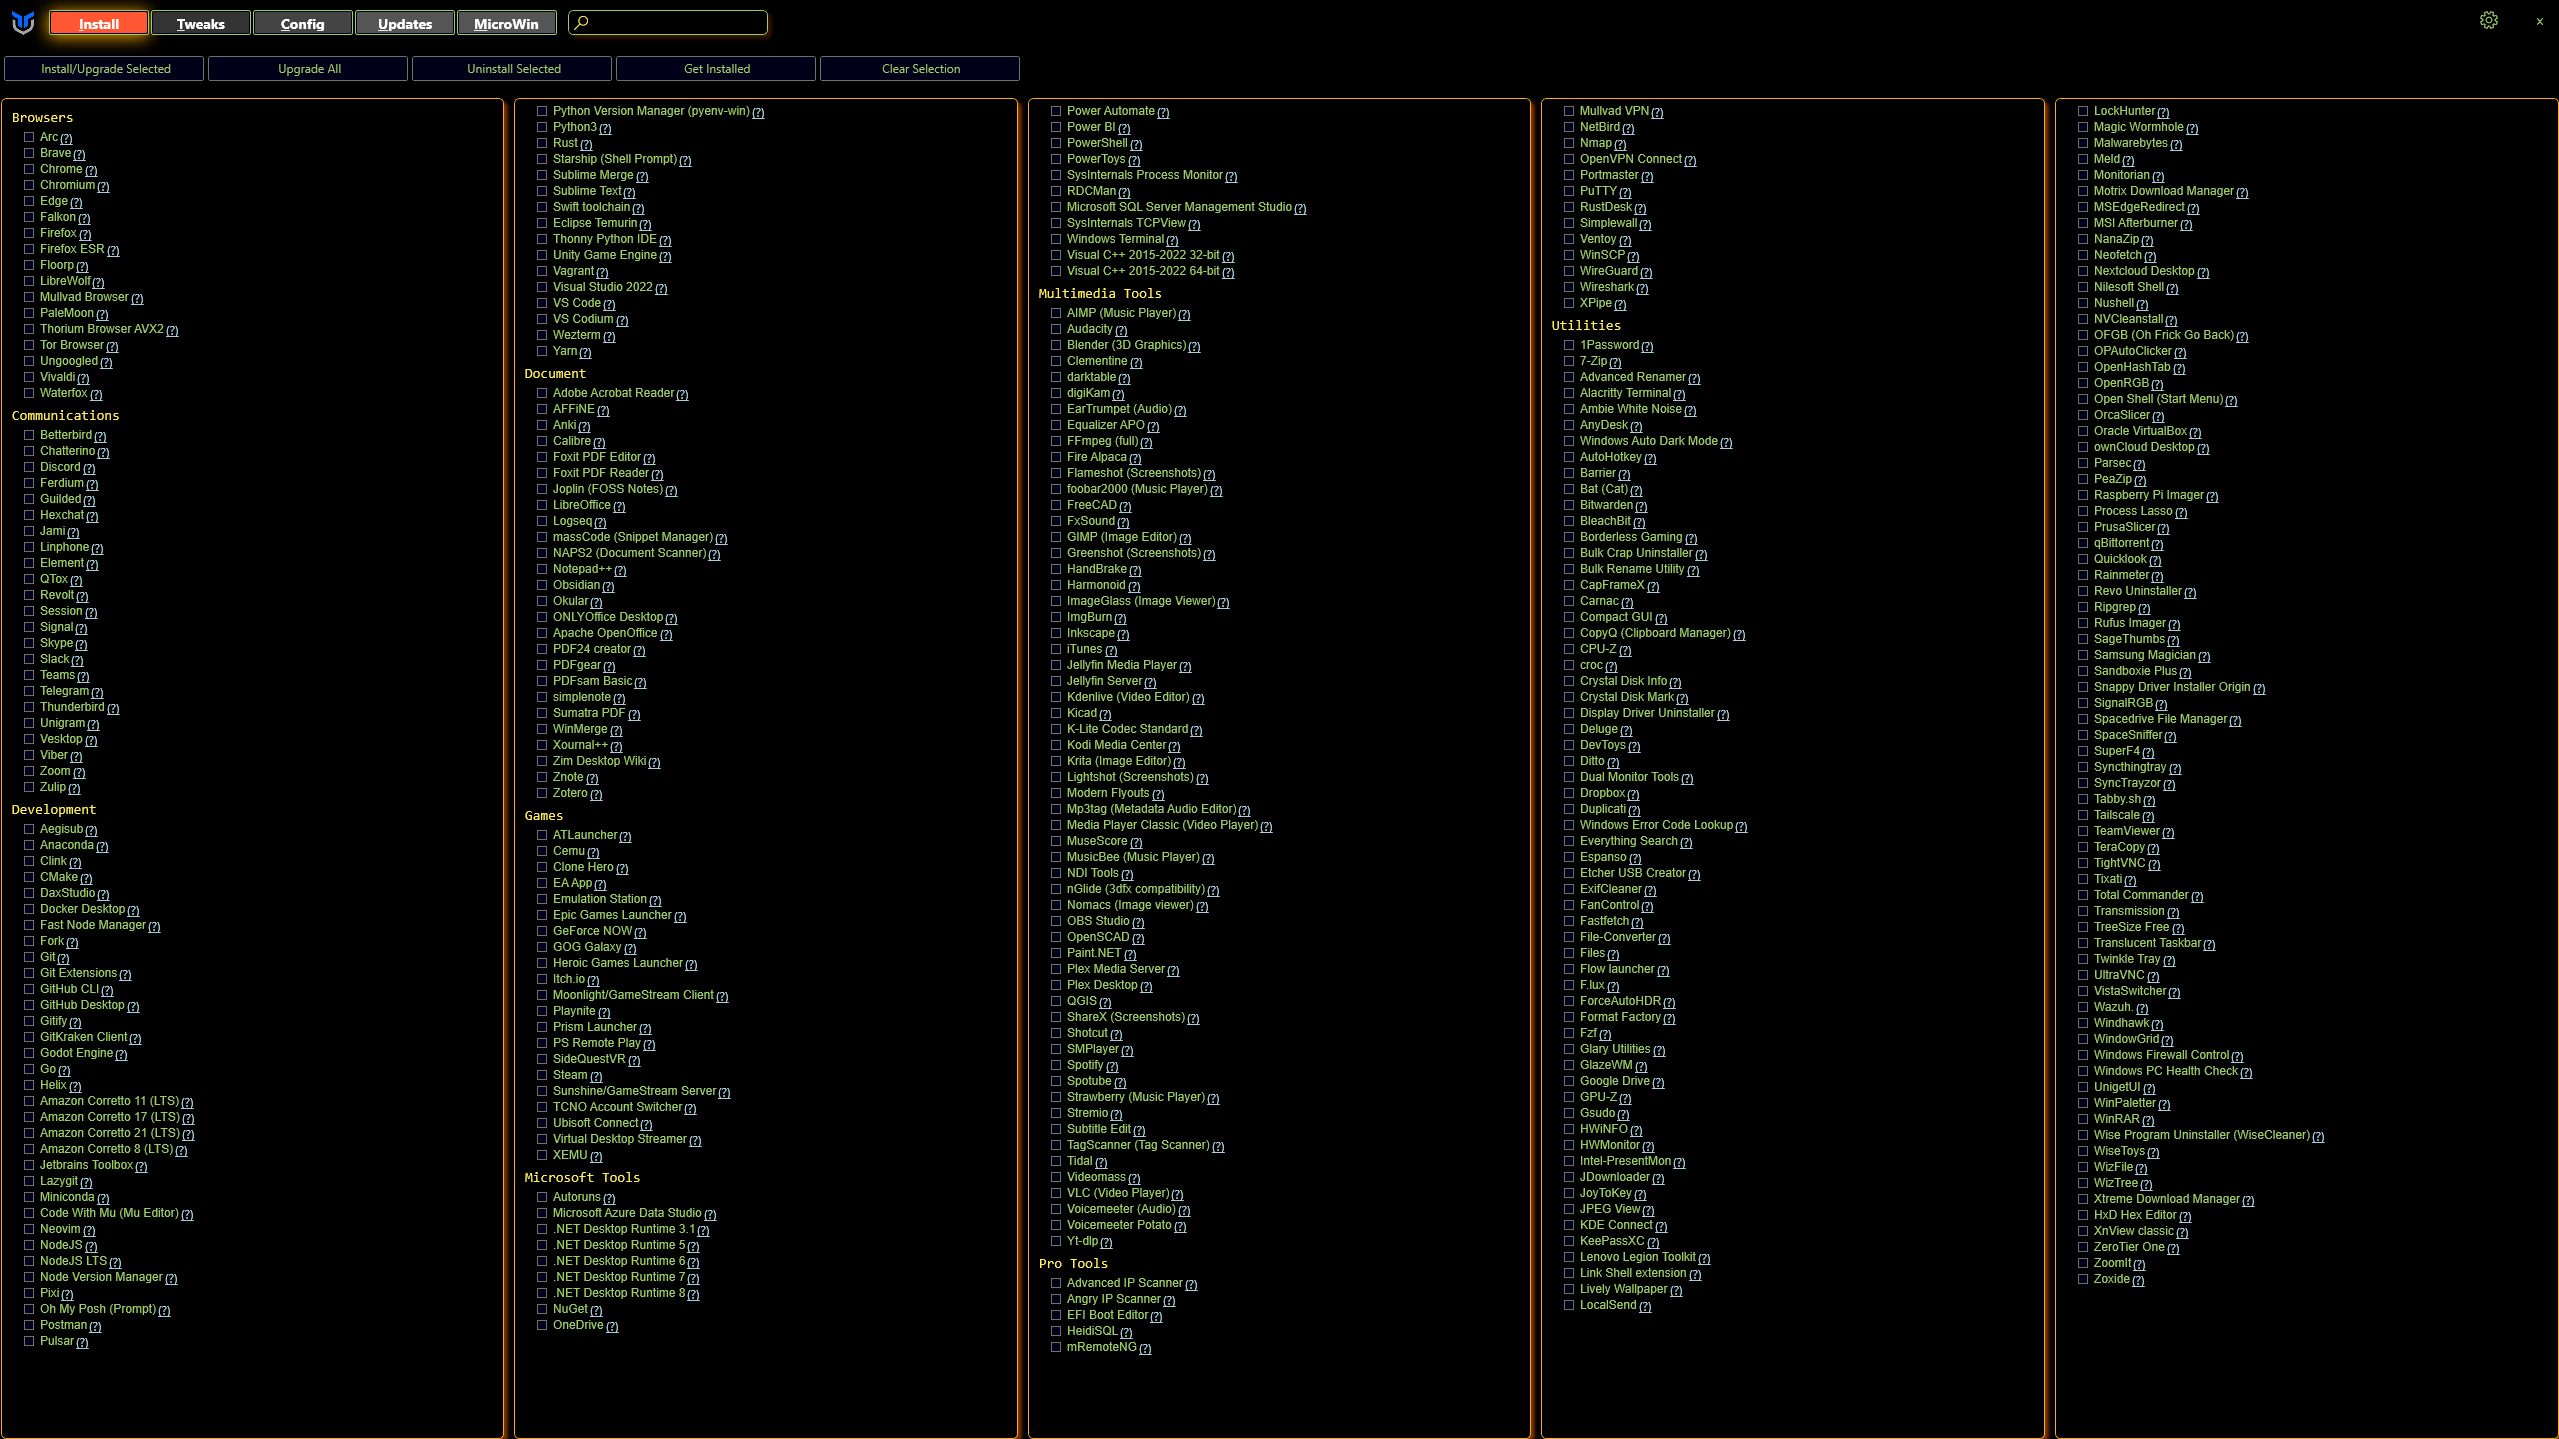 Install
Tweaks
Config
Updates
MicroWin
x
Install/Upgrade Selected
Upgrade All
Uninstall Selected
Get Installed
Clear Selection
Browsers
Arc (?)
Brave (?)
Chrome (?)
Chromium (?)
Edge (?)
Falkon (?)
Firefox (?)
Firefox ESR (?)
Floorp (?)
LibreWolf (?)
Mullvad Browser (?)
PaleMoon (?)
Thorium Browser AVX2 (?)
Tor Browser (?)
Ungoogled (?)
Vivaldi (?)
Waterfox (?)
Communications
Betterbird (?)
Chatterino (?)
Discord (?)
Ferdium (?)
Guilded (?)
Hexchat (?)
Jami (?)
Linphone (?)
Element (?)
QTox (?)
Revolt (?)
Session (?)
Signal (?)
Skype (?)
Slack (?)
Teams (?)
Telegram (?)
Thunderbird (?)
Unigram (?)
Vesktop (?)
Viber (?)
Zoom (?)
Zulip (?)
Development
Aegisub (?)
Anaconda (?)
Clink (?)
CMake (?)
DaxStudio (?)
Docker Desktop (?)
Fast Node Manager (?)
Fork (?)
Git (?)
Git Extensions (?)
GitHub CLI (?)
GitHub Desktop (?)
Gitify (?)
GitKraken Client (?)
Godot Engine (?)
Go (?)
Helix (?)
Amazon Corretto 11 (LTS) (?)
Amazon Corretto 17 (LTS) (?)
Amazon Corretto 21 (LTS) (?)
Amazon Corretto 8 (LTS) (?)
Jetbrains Toolbox (?)
Lazygit (?)
Miniconda (?)
Code With Mu (Mu Editor) (?)
Neovim (?)
NodeJS (?)
NodeJS LTS (?)
Node Version Manager (?)
Pixi (?)
Oh My Posh (Prompt) (?)
Postman (?)
Pulsar (?)
Python Version Manager (pyenv-win) (?)
Python3 (?)
Rust (?)
Starship (Shell Prompt) (?)
Sublime Merge (?)
Sublime Text (?)
Swift toolchain (?)
Eclipse Temurin (?)
Thonny Python IDE (?)
Unity Game Engine (?)
Vagrant (?)
Visual Studio 2022 (?)
VS Code (?)
VS Codium (?)
Wezterm (?)
Yarn (?)
Document
Adobe Acrobat Reader (?)
AFFiNE (?)
Anki (?)
Calibre (?)
Foxit PDF Editor (?)
Foxit PDF Reader (?)
Joplin (FOSS Notes) (?)
LibreOffice (?)
Logseq (?)
massCode (Snippet Manager) (?)
NAPS2 (Document Scanner) (?)
Notepad++ (?)
Obsidian (?)
Okular (?)
ONLYOffice Desktop (?)
Apache OpenOffice (?)
PDF24 creator (?)
PDFgear (?)
PDFsam Basic (?)
simplenote (?)
Sumatra PDF (?)
WinMerge (?)
Xournal++ (?)
Zim Desktop Wiki (?)
Znote (?)
Zotero (?)
Games
ATLauncher (?)
Cemu (?)
Clone Hero (?)
EA App (?)
Emulation Station (?)
Epic Games Launcher (?)
GeForce NOW (?)
GOG Galaxy (?)
Heroic Games Launcher (?)
Itch.io (?)
Moonlight/GameStream Client (?)
Playnite (?)
Prism Launcher (?)
PS Remote Play (?)
SideQuestVR (?)
Steam (?)
Sunshine/GameStream Server (?)
TCNO Account Switcher (?)
Ubisoft Connect (?)
Virtual Desktop Streamer (?)
XEMU (?)
Microsoft Tools
Autoruns (?)
Microsoft Azure Data Studio (?)
.NET Desktop Runtime 3.1 (?)
.NET Desktop Runtime 5 (?)
.NET Desktop Runtime 6 (?)
.NET Desktop Runtime 7 (?)
.NET Desktop Runtime 8 (?)
NuGet (?)
OneDrive (?)
Power Automate (?)
Power BI (?)
PowerShell (?)
PowerToys (?)
SysInternals Process Monitor (?)
RDCMan (?)
Microsoft SQL Server Management Studio (?)
SysInternals TCPView (?)
Windows Terminal (?)
Visual C++ 2015-2022 32-bit (?)
Visual C++ 2015-2022 64-bit (?)
Multimedia Tools
AIMP (Music Player) (?)
Audacity (?)
Blender (3D Graphics) (?)
Clementine (?)
darktable (?)
digiKam (?)
EarTrumpet (Audio) (?)
Equalizer APO (?)
FFmpeg (full) (?)
Fire Alpaca (?)
Flameshot (Screenshots) (?)
foobar2000 (Music Player) (?)
FreeCAD (?)
FxSound (?)
GIMP (Image Editor) (?)
Greenshot (Screenshots) (?)
HandBrake (?)
Harmonoid (?)
ImageGlass (Image Viewer) (?)
ImgBurn (?)
Inkscape (?)
iTunes (?)
Jellyfin Media Player (?)
Jellyfin Server (?)
Kdenlive (Video Editor) (?)
Kicad (?)
K-Lite Codec Standard (?)
Kodi Media Center (?)
Krita (Image Editor) (?)
Lightshot (Screenshots) (?)
Modern Flyouts (?)
Mp3tag (Metadata Audio Editor) (?)
Media Player Classic (Video Player) (?)
MuseScore (?)
MusicBee (Music Player) (?)
NDI Tools (?)
nGlide (3dfx compatibility) (?)
Nomacs (Image viewer) (?)
OBS Studio (?)
OpenSCAD (?)
Paint.NET (?)
Plex Media Server (?)
Plex Desktop (?)
QGIS (?)
ShareX (Screenshots) (?)
Shotcut (?)
SMPlayer (?)
Spotify (?)
Spotube (?)
Strawberry (Music Player) (?)
Stremio (?)
Subtitle Edit (?)
TagScanner (Tag Scanner) (?)
Tidal (?)
Videomass (?)
VLC (Video Player) (?)
Voicemeeter (Audio) (?)
Voicemeeter Potato (?)
Yt-dlp (?)
Pro Tools
Advanced IP Scanner (?)
Angry IP Scanner (?)
EFI Boot Editor (?)
HeidiSQL (?)
mRemoteNG (?)
Mullvad VPN (?)
NetBird (?)
Nmap (?)
OpenVPN Connect (?)
Portmaster (?)
PuTTY (?)
RustDesk (?)
Simplewall (?)
Ventoy (?)
WinSCP (?)
WireGuard (?)
Wireshark (?)
XPipe (?)
Utilities
1Password (?)
7-Zip (?)
Advanced Renamer (?)
Alacritty Terminal (?)
Ambie White Noise (?)
AnyDesk (?)
Windows Auto Dark Mode (?)
AutoHotkey (?)
Barrier (?)
Bat (Cat) (?)
Bitwarden (?)
BleachBit (?)
Borderless Gaming (?)
Bulk Crap Uninstaller (?)
Bulk Rename Utility (?)
CapFrameX (?)
Carnac (?)
Compact GUI (?)
CopyQ (Clipboard Manager) (?)
CPU-Z (?)
croc (?)
Crystal Disk Info (?)
Crystal Disk Mark (?)
Display Driver Uninstaller (?)
Deluge (?)
DevToys (?)
Ditto (?)
Dual Monitor Tools (?)
Dropbox (?)
Duplicati (?)
Windows Error Code Lookup (?)
Everything Search (?)
Espanso (?)
Etcher USB Creator (?)
ExifCleaner (?)
FanControl (?)
Fastfetch (?)
File-Converter (?)
Files (?)
Flow launcher (?)
F.lux (?)
ForceAutoHDR (?)
Format Factory (?)
Fzf (?)
Glary Utilities (?)
GlazeWM (?)
Google Drive (?)
GPU-Z (?)
Gsudo (?)
HWiNFO (?)
HWMonitor (?)
Intel-PresentMon (?)
JDownloader (?)
JoyToKey (?)
JPEG View (?)
KDE Connect (?)
KeePassXC (?)
Lenovo Legion Toolkit (?)
Link Shell extension (?)
Lively Wallpaper (?)
LocalSend (?)
LockHunter (?)
Magic Wormhole (?)
Malwarebytes (?)
Meld (?)
Monitorian (?)
Motrix Download Manager (?)
MSEdgeRedirect (?)
MSI Afterburner (?)
NanaZip (?)
Neofetch (?)
Nextcloud Desktop (?)
Nilesoft Shell (?)
Nushell (?)
NVCleanstall (?)
OFGB (Oh Frick Go Back) (?)
OPAutoClicker (?)
OpenHashTab (?)
OpenRGB (?)
Open Shell (Start Menu) (?)
OrcaSlicer (?)
Oracle VirtualBox (?)
ownCloud Desktop (?)
Parsec (?)
PeaZip (?)
Raspberry Pi Imager (?)
Process Lasso (?)
PrusaSlicer (?)
qBittorrent (?)
Quicklook (?)
Rainmeter (?)
Revo Uninstaller (?)
Ripgrep (?)
Rufus Imager (?)
SageThumbs (?)
Samsung Magician (?)
Sandboxie Plus (?)
Snappy Driver Installer Origin (?)
SignalRGB (?)
Spacedrive File Manager (?)
SpaceSniffer (?)
SuperF4 (?)
Syncthingtray (?)
SyncTrayzor (?)
Tabby.sh (?)
Tailscale (?)
TeamViewer (?)
TeraCopy (?)
TightVNC (?)
Tixati (?)
Total Commander (?)
Transmission (?)
TreeSize Free (?)
Translucent Taskbar (?)
Twinkle Tray (?)
UltraVNC (?)
VistaSwitcher (?)
Wazuh. (?)
Windhawk (?)
WindowGrid (?)
Windows Firewall Control (?)
Windows PC Health Check (?)
UnigetUI (?)
WinPaletter (?)
WinRAR (?)
Wise Program Uninstaller (WiseCleaner) (?)
WiseToys (?)
WizFile (?)
WizTree (?)
Xtreme Download Manager (?)
HxD Hex Editor (?)
XnView classic (?)
ZeroTier One (?)
ZoomIt (?)
Zoxide (?)